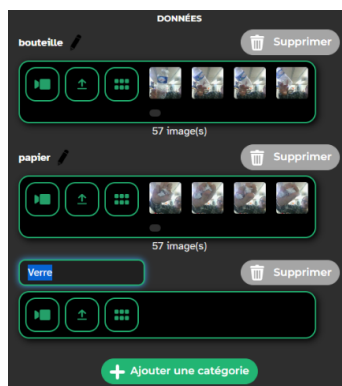 DONNÉES
bouteille
Supprimer
57 image(s)
papier
Supprimer
57 image(s)
Verre
Supprimer
Ajouter une catégorie